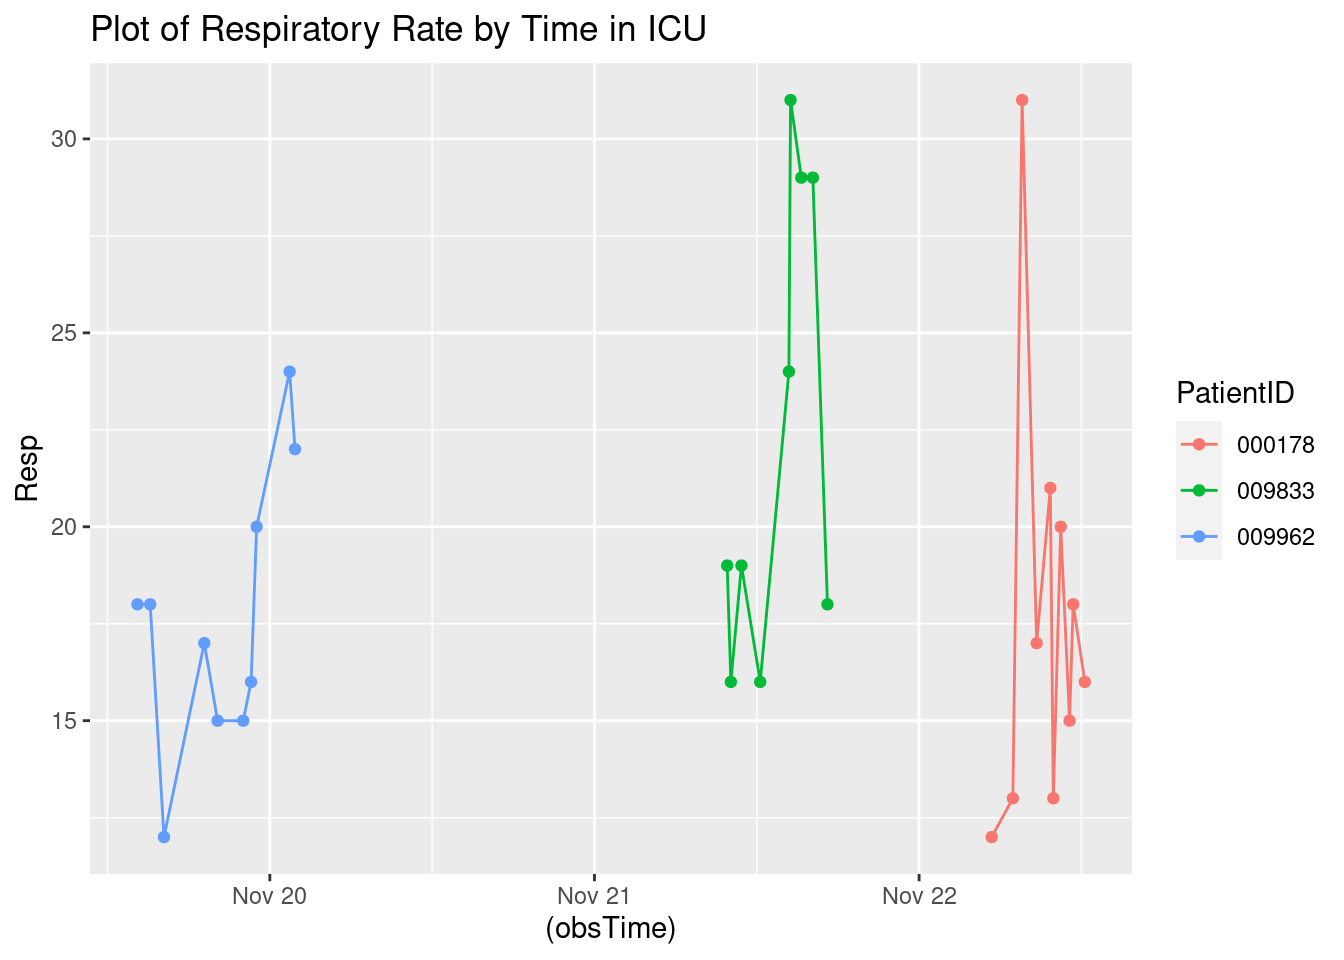 Plot of Respiratory Rate by Time in ICU
30
25
20
15
Resp
Nov 20
Nov 21
Nov 22
(obsTime)
PatientID
000178
009833
009962